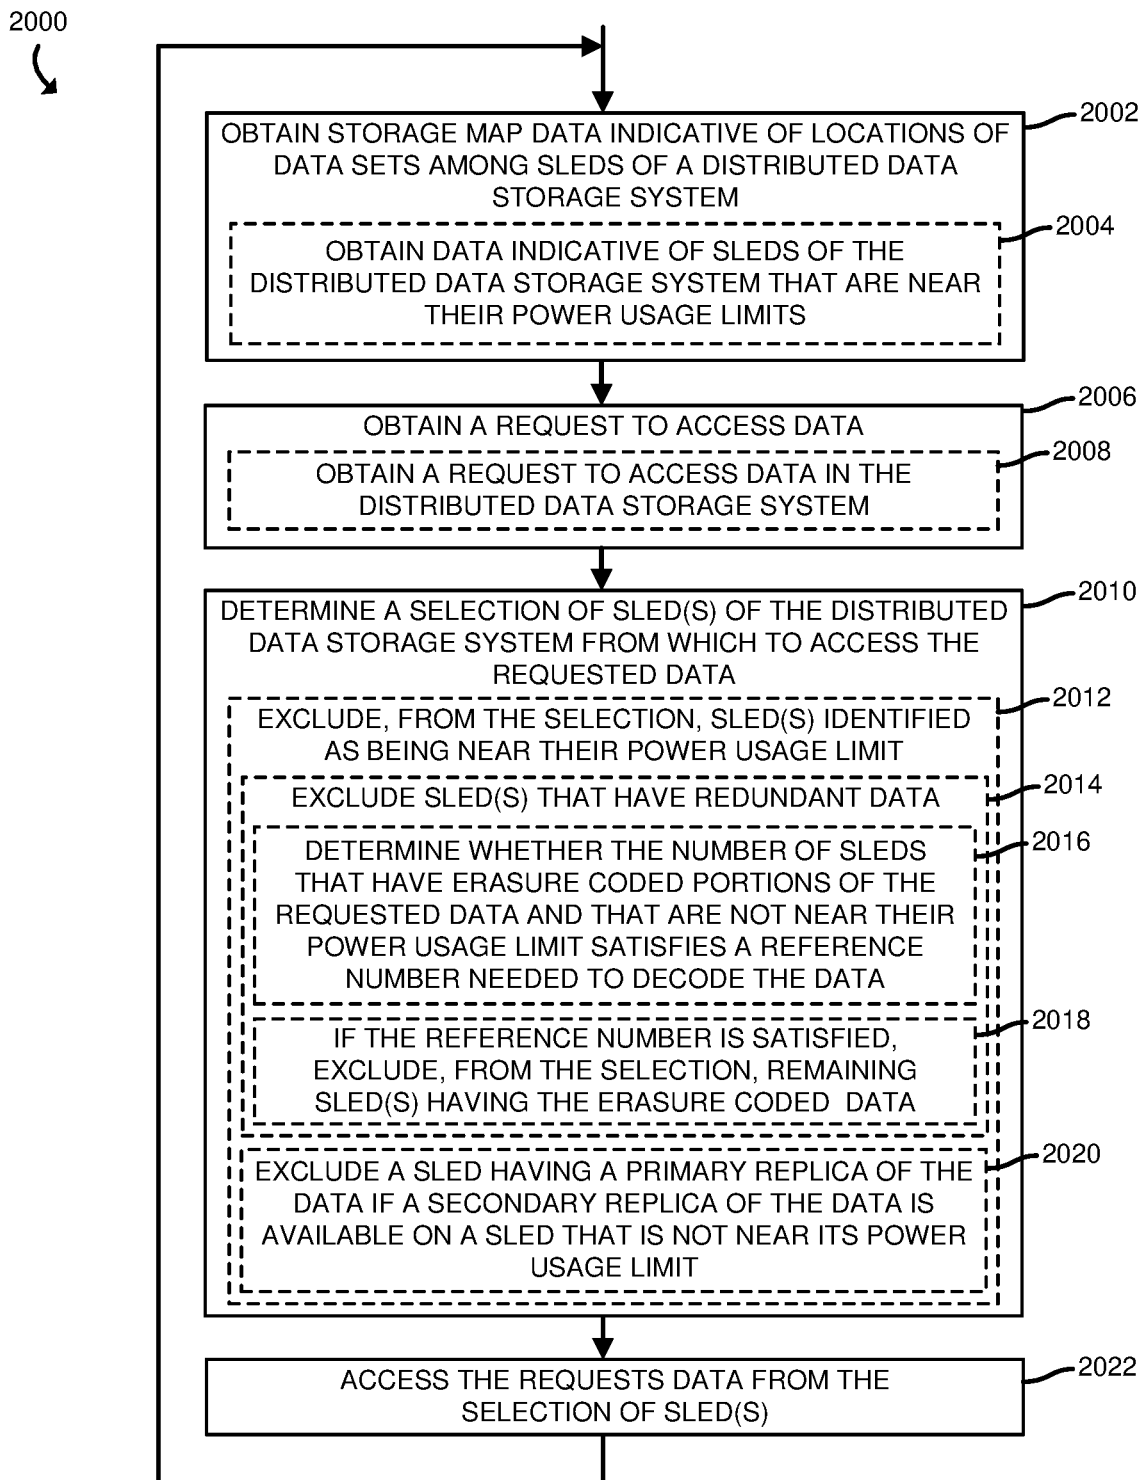 2000
2002
OBTAIN STORAGE MAP DATA INDICATIVE OF LOCATIONS OF
DATA SETS AMONG SLEDS OF A DISTRIBUTED DATA
STORAGE SYSTEM
2004
OBTAIN DATA INDICATIVE OF SLEDS OF THE
DISTRIBUTED DATA STORAGE SYSTEM THAT ARE NEAR
THEIR POWER USAGE LIMITS
2006
OBTAIN A REQUEST TO ACCESS DATA
2008
OBTAIN A REQUEST TO ACCESS DATA IN THE
DISTRIBUTED DATA STORAGE SYSTEM
2010
DETERMINE A SELECTION OF SLED(S) OF THE DISTRIBUTED
DATA STORAGE SYSTEM FROM WHICH TO ACCESS THE
REQUESTED DATA
2012
EXCLUDE, FROM THE SELECTION, SLED(S) IDENTIFIED
AS BEING NEAR THEIR POWER USAGE LIMIT
2014
EXCLUDE SLED(S) THAT HAVE REDUNDANT DATA
2016
DETERMINE WHETHER THE NUMBER OF SLEDS
THAT HAVE ERASURE CODED PORTIONS OF THE
REQUESTED DATA AND THAT ARE NOT NEAR THEIR
POWER USAGE LIMIT SATISFIES A REFERENCE
NUMBER NEEDED TO DECODE THE DATA
2018
IF THE REFERENCE NUMBER IS SATISFIED,
EXCLUDE, FROM THE SELECTION, REMAINING
SLED(S) HAVING THE ERASURE CODED DATA
2020
EXCLUDE A SLED HAVING A PRIMARY REPLICA OF THE
DATA IF A SECONDARY REPLICA OF THE DATA IS
AVAILABLE ON A SLED THAT IS NOT NEAR ITS POWER
USAGE LIMIT
2022
ACCESS THE REQUESTS DATA FROM THE
SELECTION OF SLED(S)